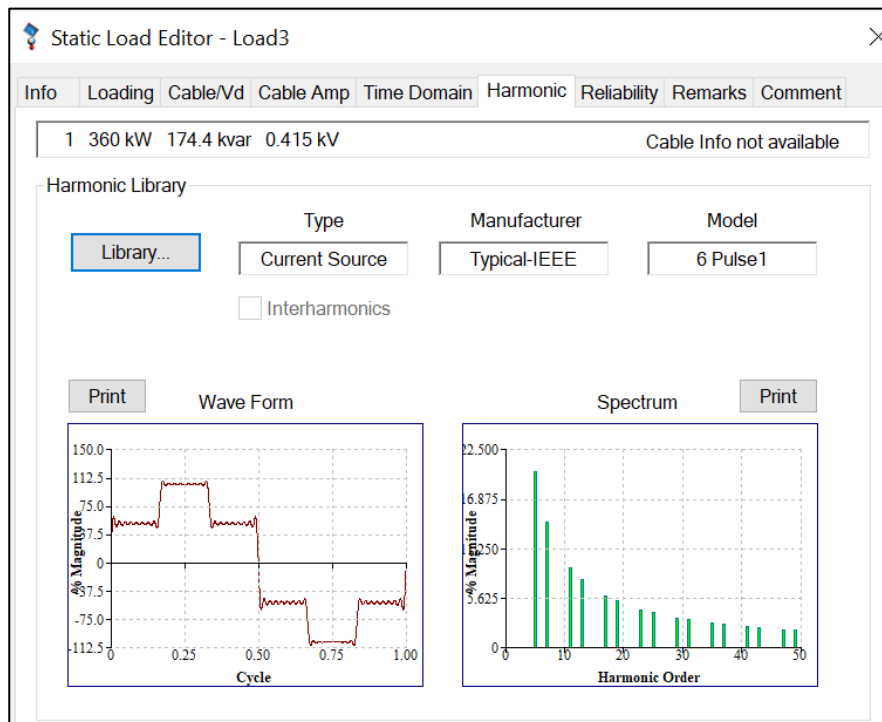 Static Load Editor - Load3
Info Loading Cable/Vd Cable Amp Time Domain Harmonic Reliability Remarks Comment
1 360 kW 174.4 kvar 0.415 kV Cable Info not available
Harmonic Library
Type Manufacturer Model
Library... Current Source Typical-IEEE 6 Pulse1
Interharmonics
Print Wave Form Spectrum Print
150.0
112.5
75.0
37.5
0
-37.5
-75.0
-112.5
% Magnitude
0 0.25 0.50 0.75 1.00
Cycle
22.500
16.875
11.250
5.625
0
% Magnitude
0 10 20 30 40 50
Harmonic Order